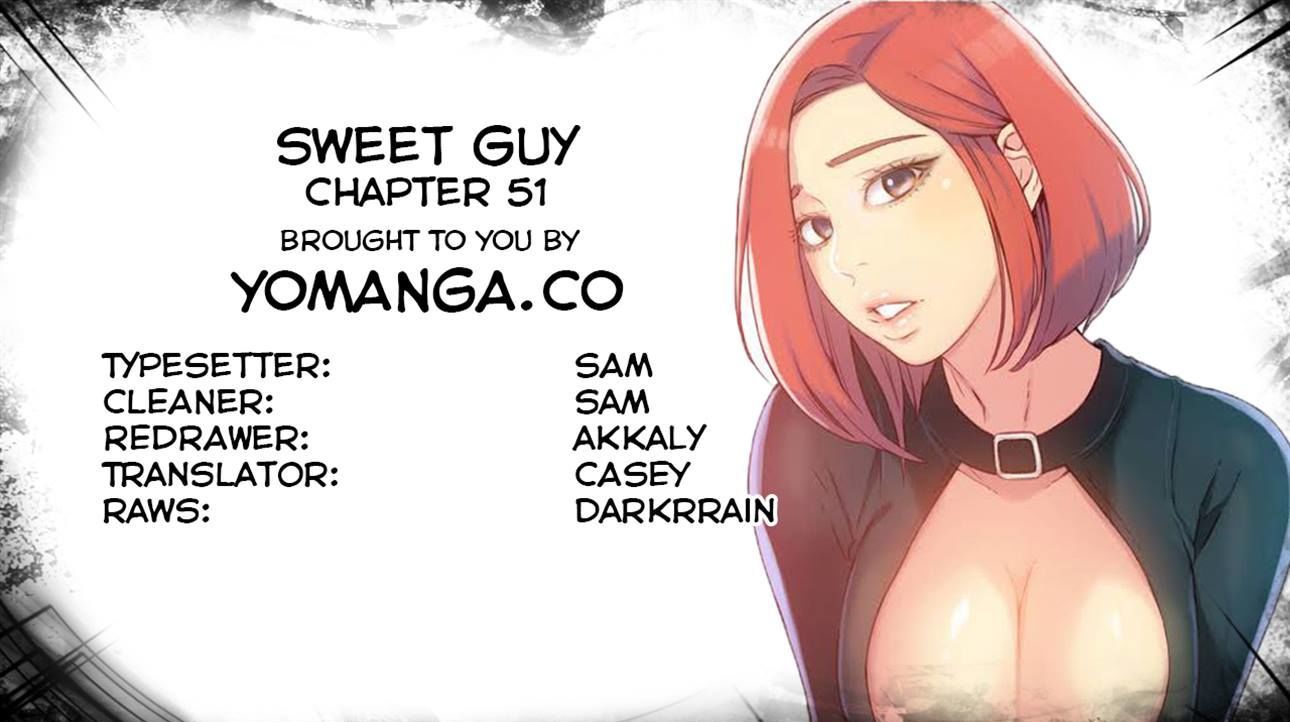 SWEET GUY
CHAPTER 51
BROUGHT TO YOU BY
YOMANGA.CO
TYPESETTER: SAM
CLEANER: SAM
REDRAWER: AKKALY
TRANSLATOR: CASEY
RAWS: DARKRRAIN